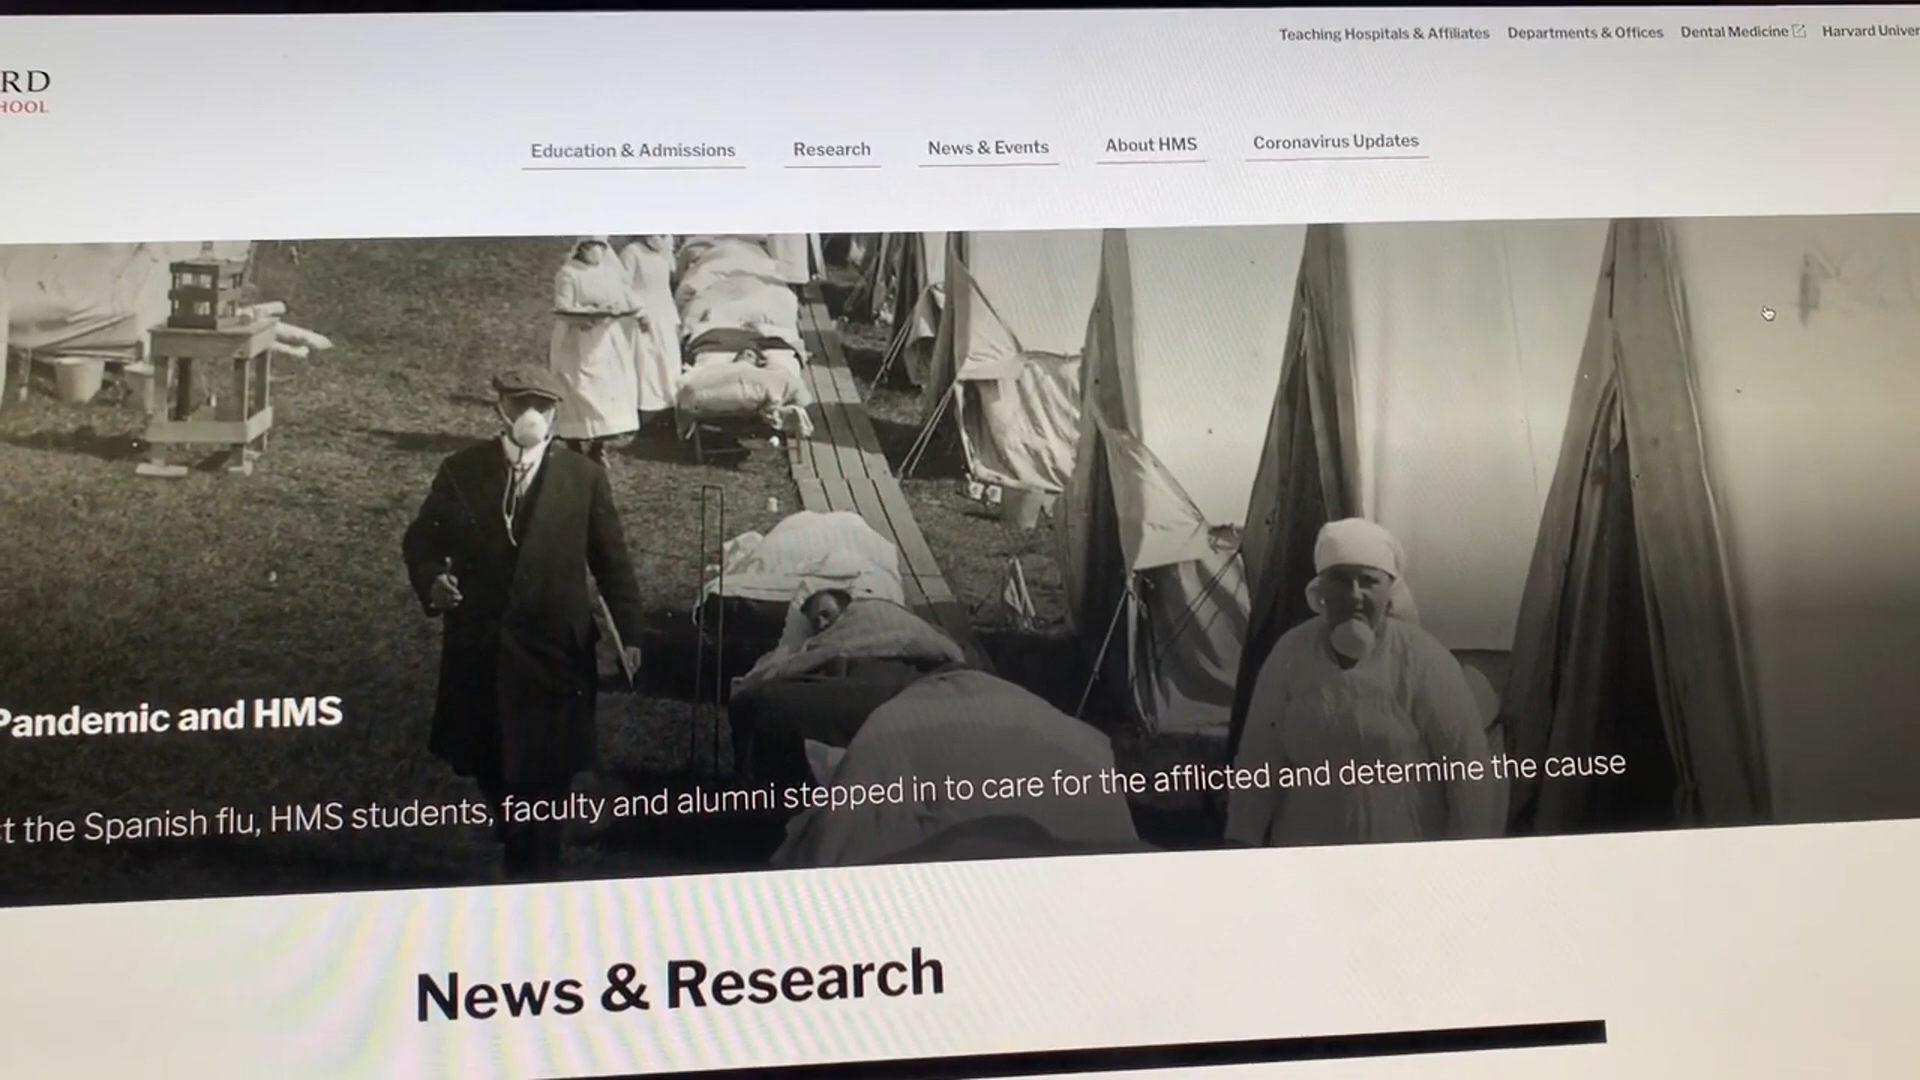 Teaching Hospitals & Affiliates Departments & Offices Dental Medicine Harvard Univer
RD
HOOL
Education & Admissions Research News & Events About HMS Coronavirus Updates
Pandemic and HMS
t the Spanish flu, HMS students, faculty and alumni stepped in to care for the afflicted and determine the cause
News & Research